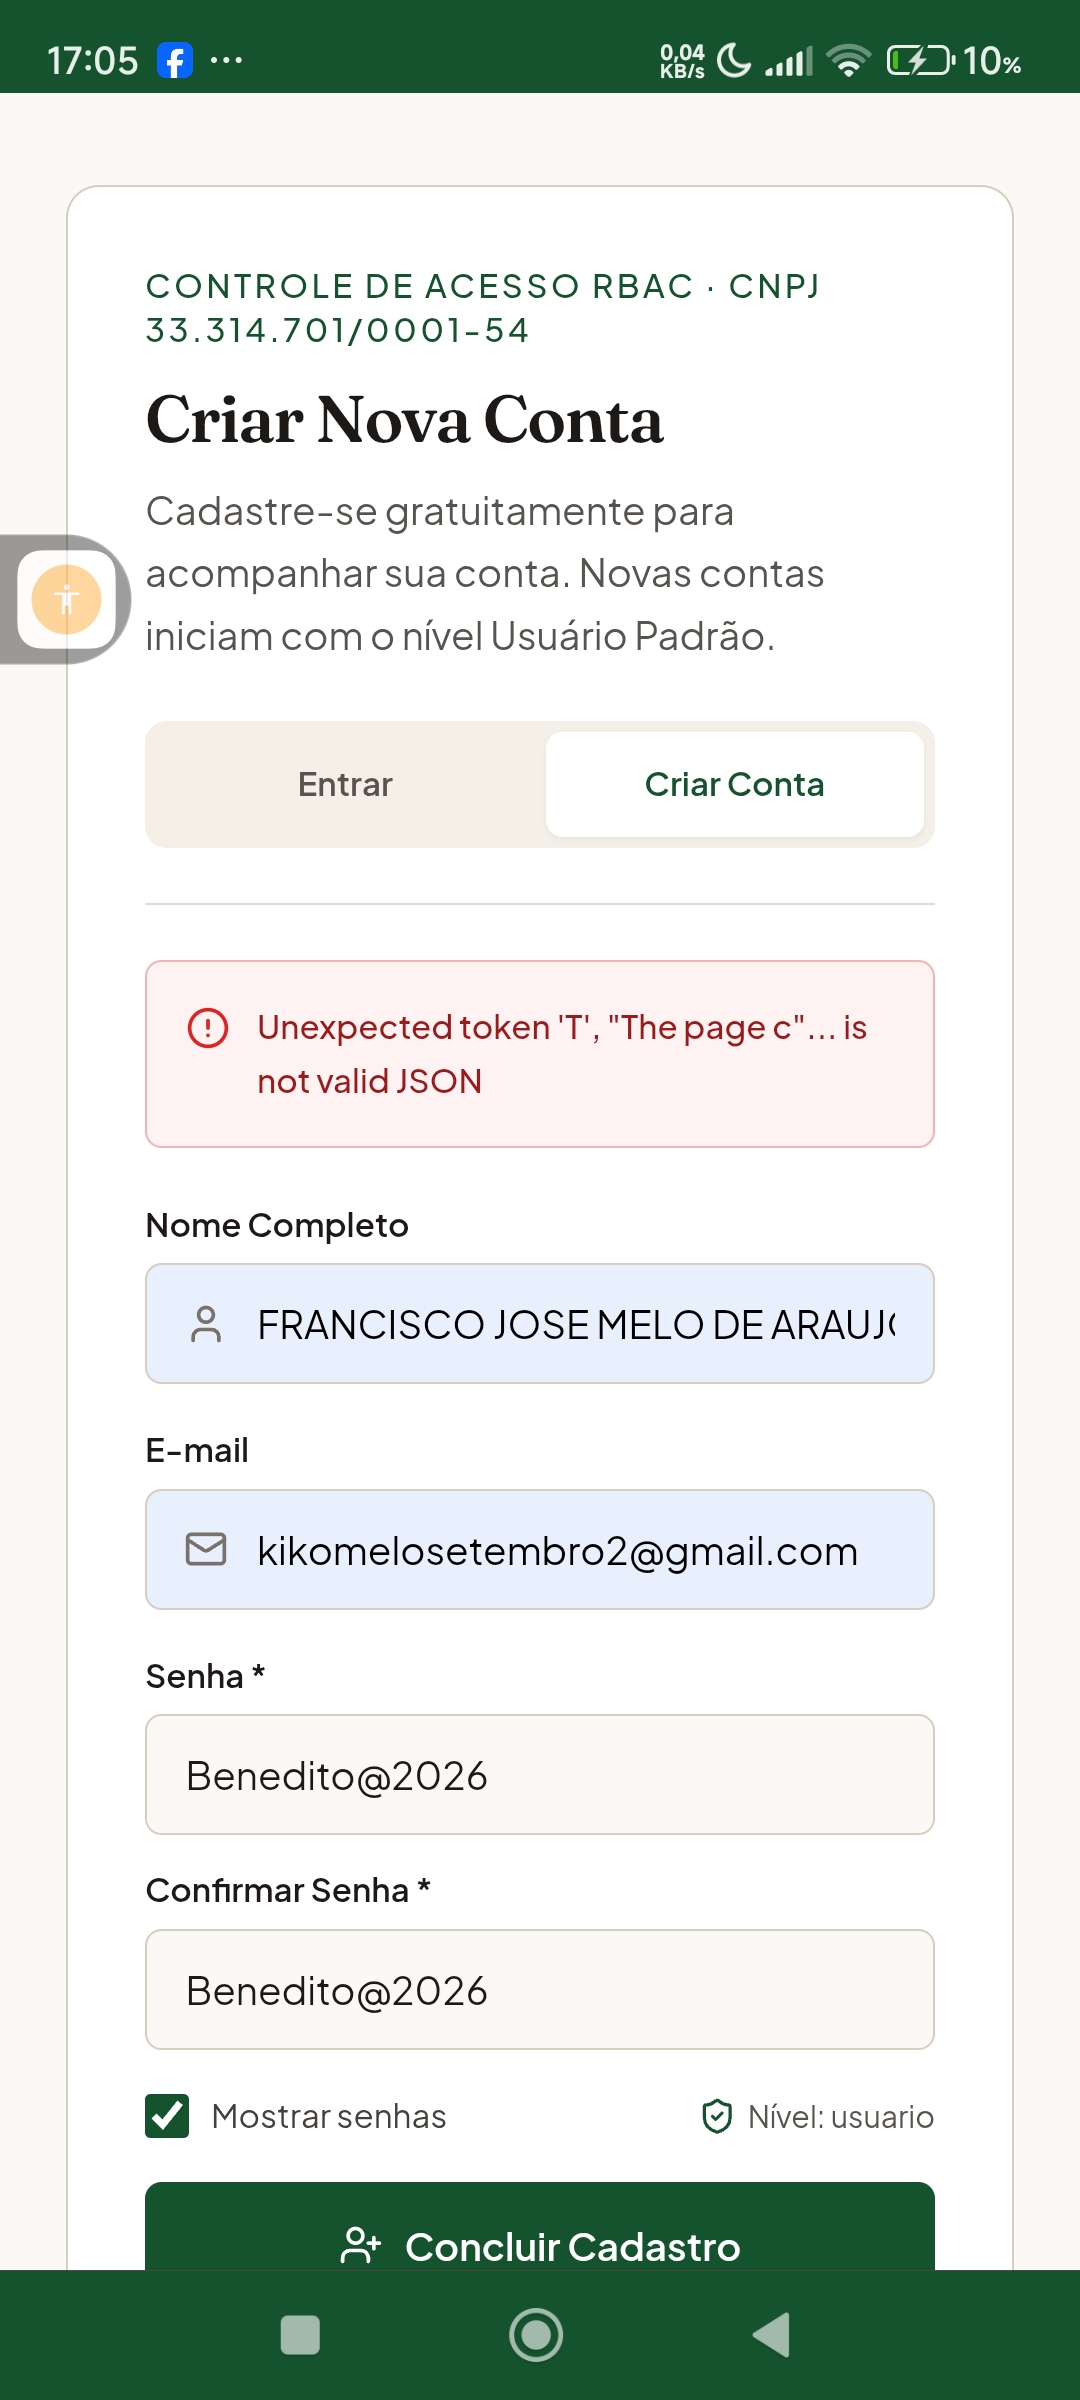 17:05 ... 0,04 KB/s 10%
CONTROLE DE ACESSO RBAC · CNPJ
33.314.701/0001-54
Criar Nova Conta
Cadastre-se gratuitamente para
acompanhar sua conta. Novas contas
iniciam com o nível Usuário Padrão.
Entrar
Criar Conta
Unexpected token 'T', "The page c"... is
not valid JSON
Nome Completo
FRANCISCO JOSE MELO DE ARAUJO
E-mail
kikomelosetembro2@gmail.com
Senha *
Benedito@2026
Confirmar Senha *
Benedito@2026
Mostrar senhas
Nível: usuario
Concluir Cadastro